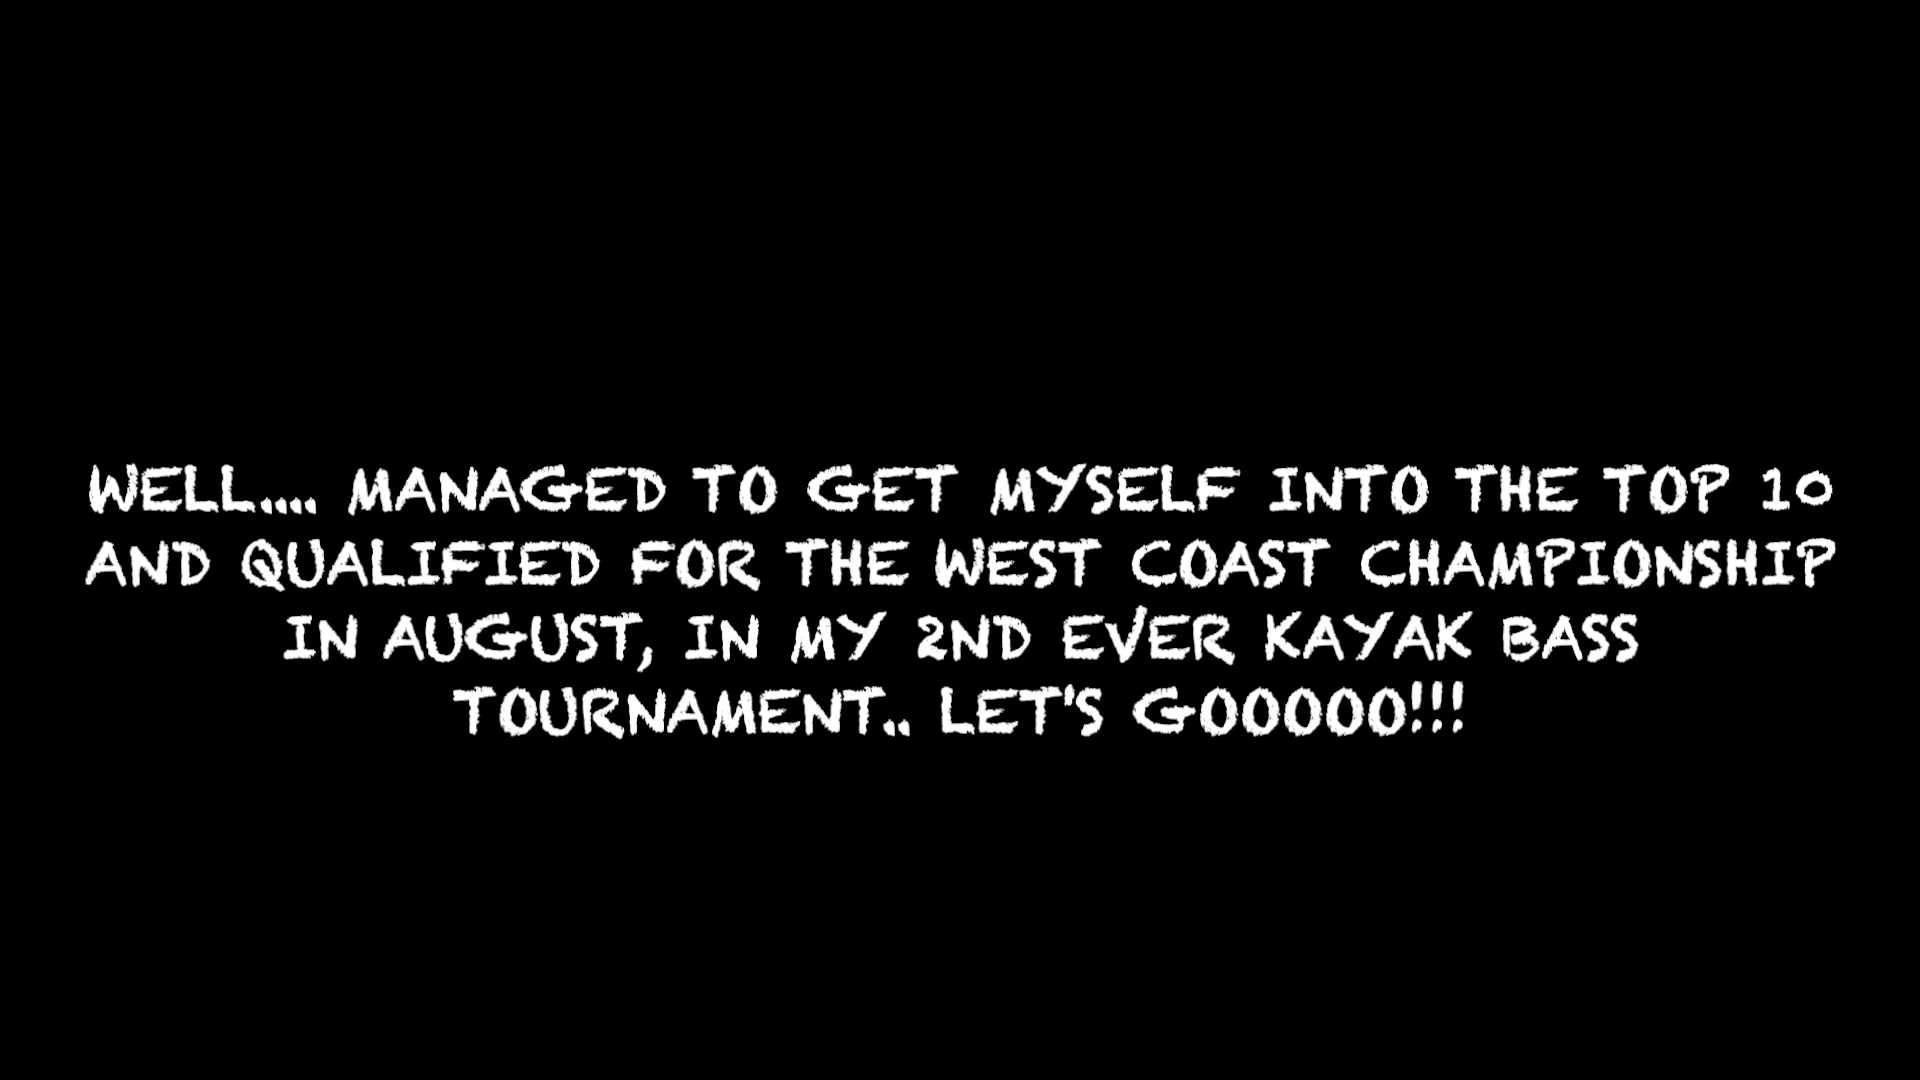 WELL.... MANAGED TO GET MYSELF INTO THE TOP 10
AND QUALIFIED FOR THE WEST COAST CHAMPIONSHIP
IN AUGUST, IN MY 2ND EVER KAYAK BASS
TOURNAMENT.. LET'S GOOOOO!!!